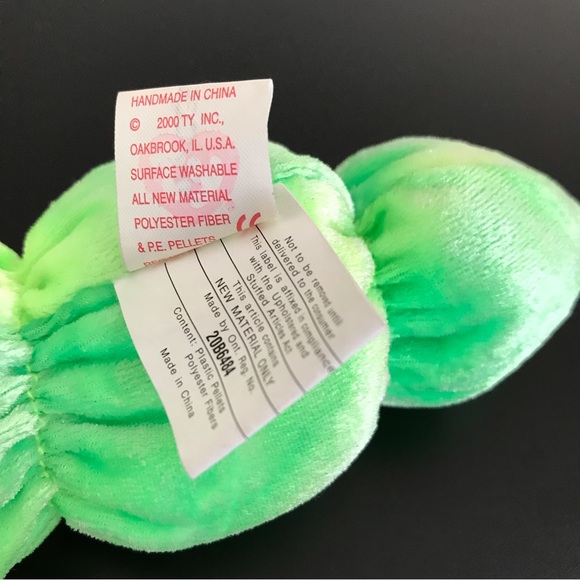 HANDMADE IN CHINA
© 2000 TY INC.,
OAKBROOK, IL. U.S.A.
SURFACE WASHABLE
ALL NEW MATERIAL
POLYESTER FIBER
& P.E. PELLETS
CE
Not to be removed until
delivered to the consumer
This label is affixed in compliance
with the Upholstered and
Stuffed Articles Act
This article contains
NEW MATERIAL ONLY
Made by Ont. Reg. No.
20B6484
Content: Plastic Pellets
Polyester Fibers
Made in China